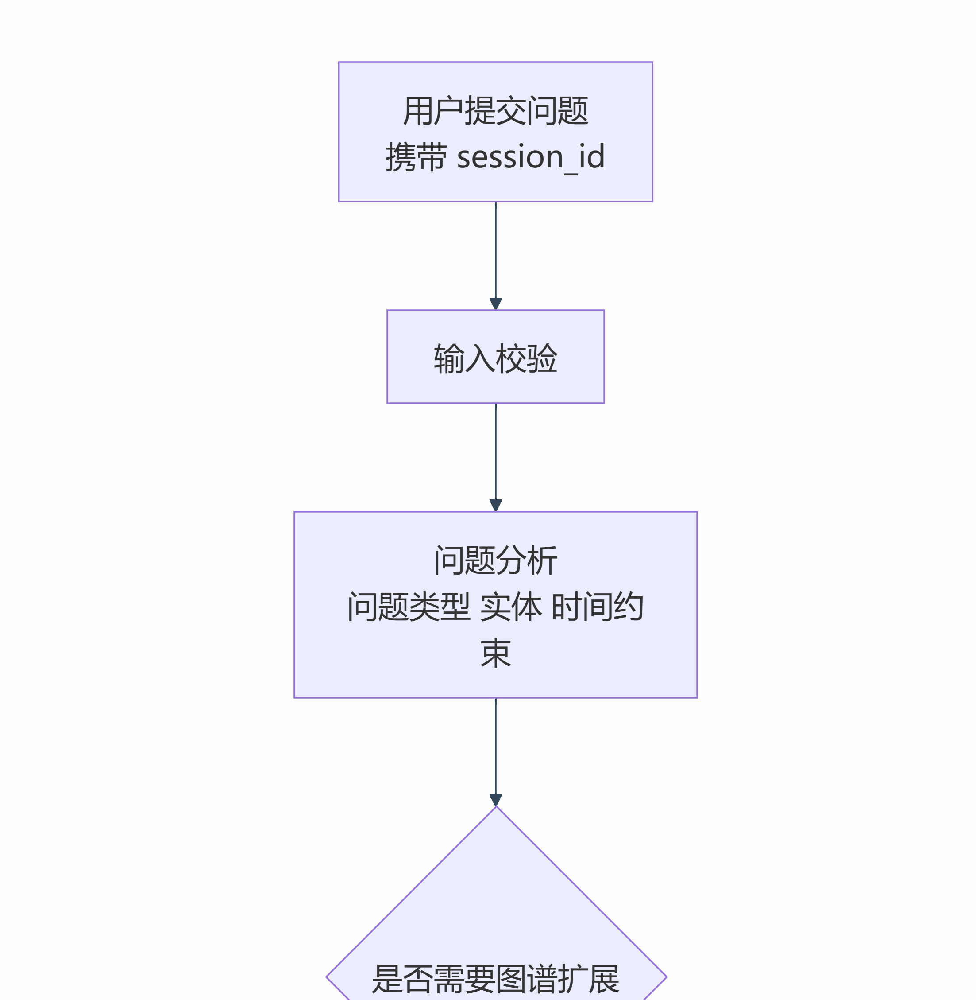 用户提交问题
携带 session_id
输入校验
问题分析
问题类型 实体 时间约
束
是否需要图谱扩展